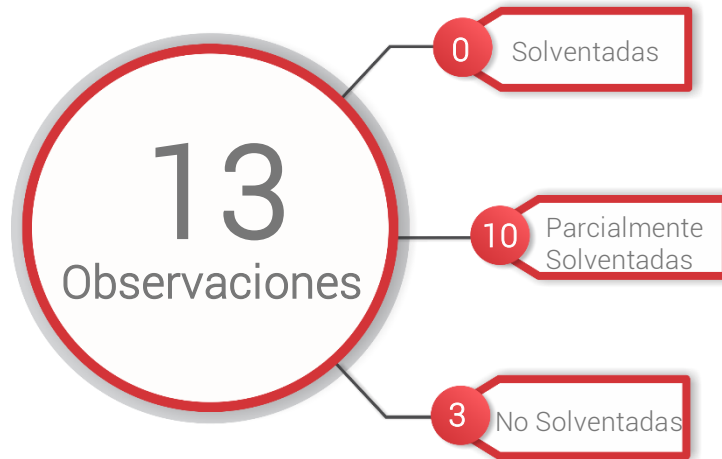 13
Observaciones
0
Solventadas
10
Parcialmente
Solventadas
3
No Solventadas